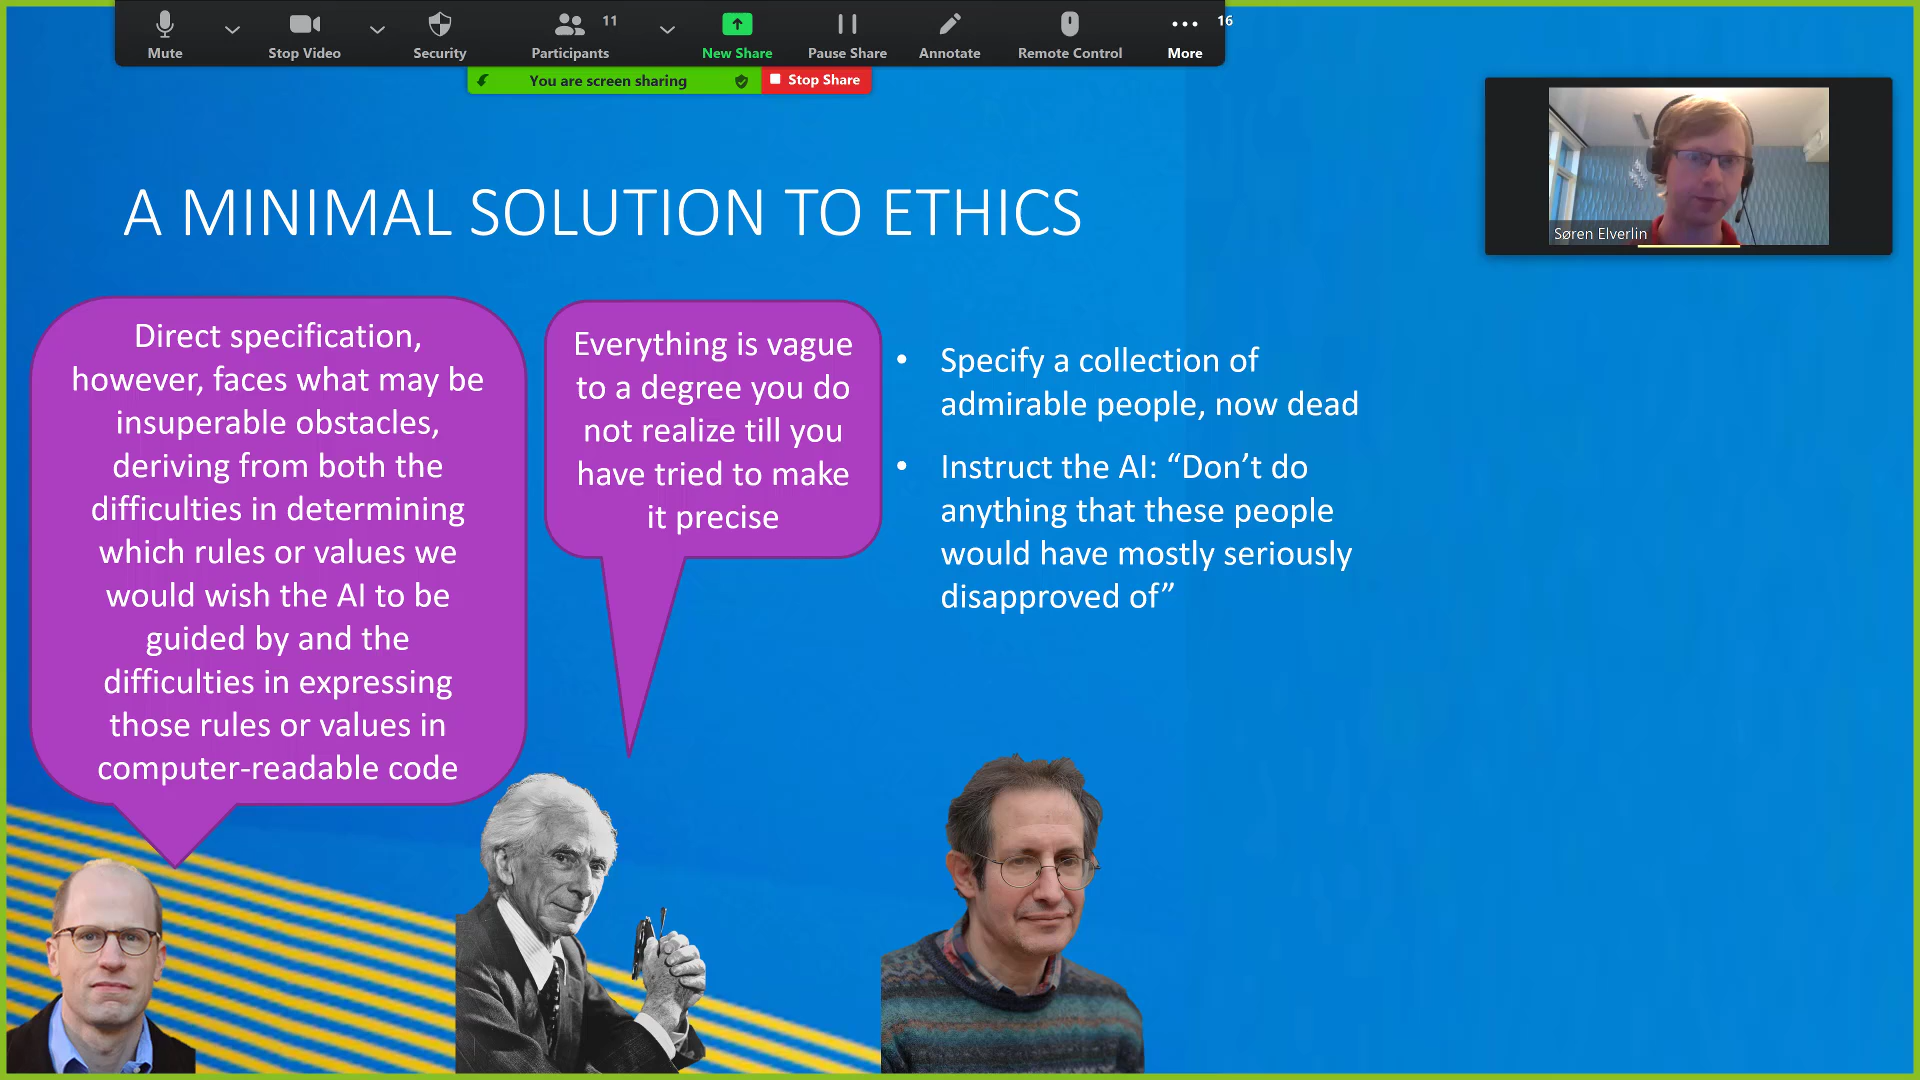 Mute
Stop Video
Security
Participants
11
New Share
Pause Share
Annotate
Remote Control
More
16
You are screen sharing
Stop Share
Søren Elverlin
A MINIMAL SOLUTION TO ETHICS
Direct specification,
however, faces what may be
insuperable obstacles,
deriving from both the
difficulties in determining
which rules or values we
would wish the AI to be
guided by and the
difficulties in expressing
those rules or values in
computer-readable code
Everything is vague
to a degree you do
not realize till you
have tried to make
it precise
• Specify a collection of
admirable people, now dead
• Instruct the AI: “Don’t do
anything that these people
would have mostly seriously
disapproved of”